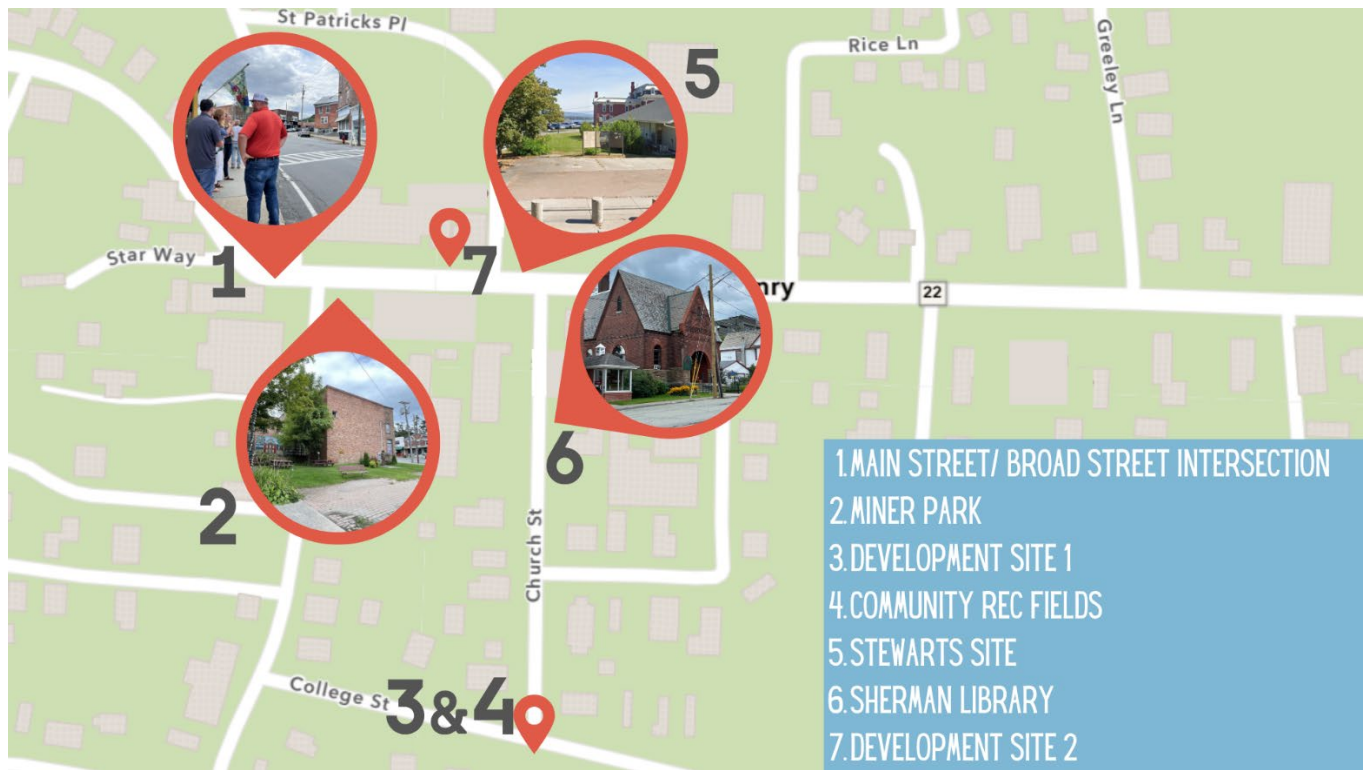 St Patricks Pl
5
Rice Ln
Greeley Ln
Star Way
1
7
nry
22
6
2
Church St
College St
3&4
1.MAIN STREET/ BROAD STREET INTERSECTION
2.MINER PARK
3.DEVELOPMENT SITE 1
4.COMMUNITY REC FIELDS
5.STEWARTS SITE
6.SHERMAN LIBRARY
7.DEVELOPMENT SITE 2